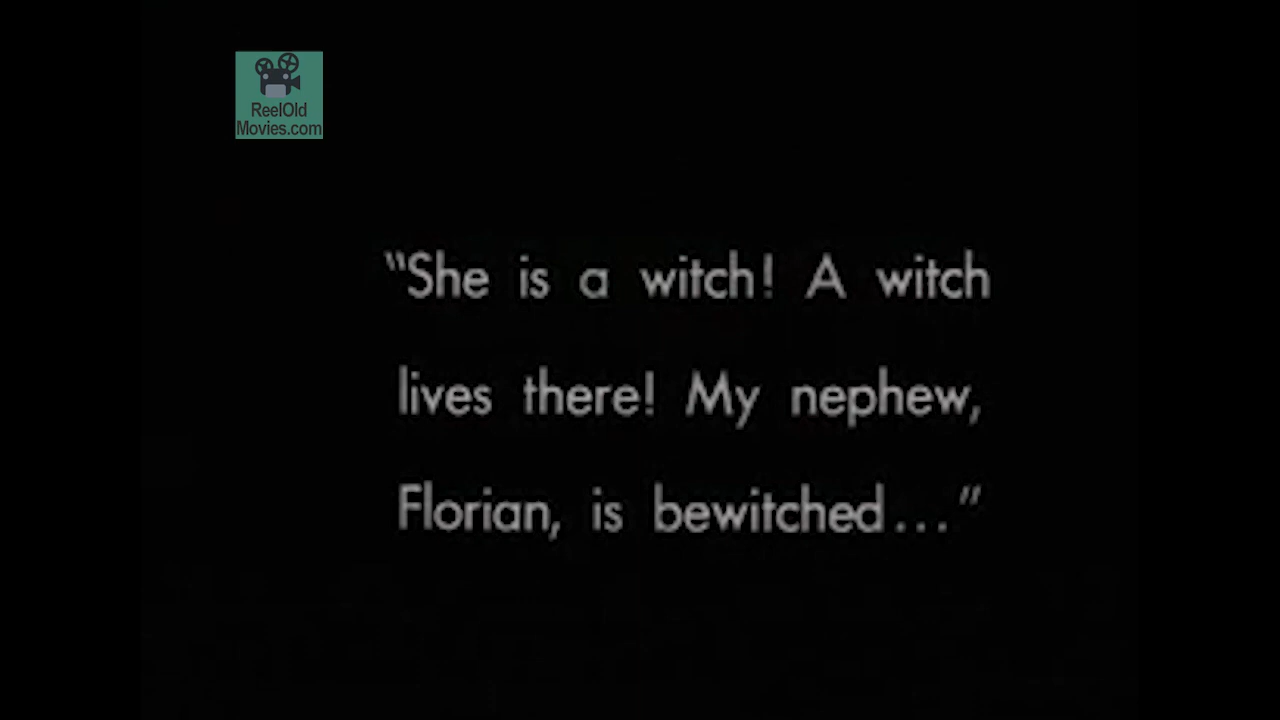 ReelOld
Movies.com
"She is a witch! A witch
lives there! My nephew,
Florian, is bewitched..."